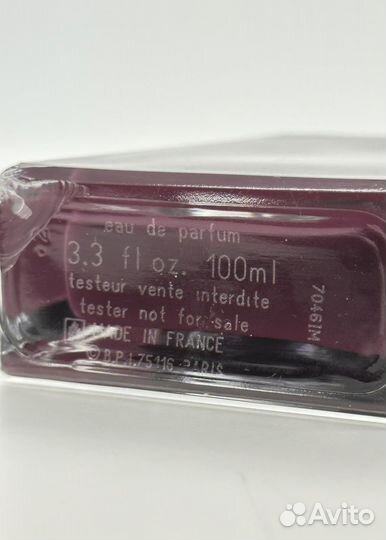 eau de parfum
3.3 fl oz. 100ml
testeur vente interdite
tester not for sale
MADE IN FRANCE
© B.P.I. 75116 PARIS
7046IM
Avito